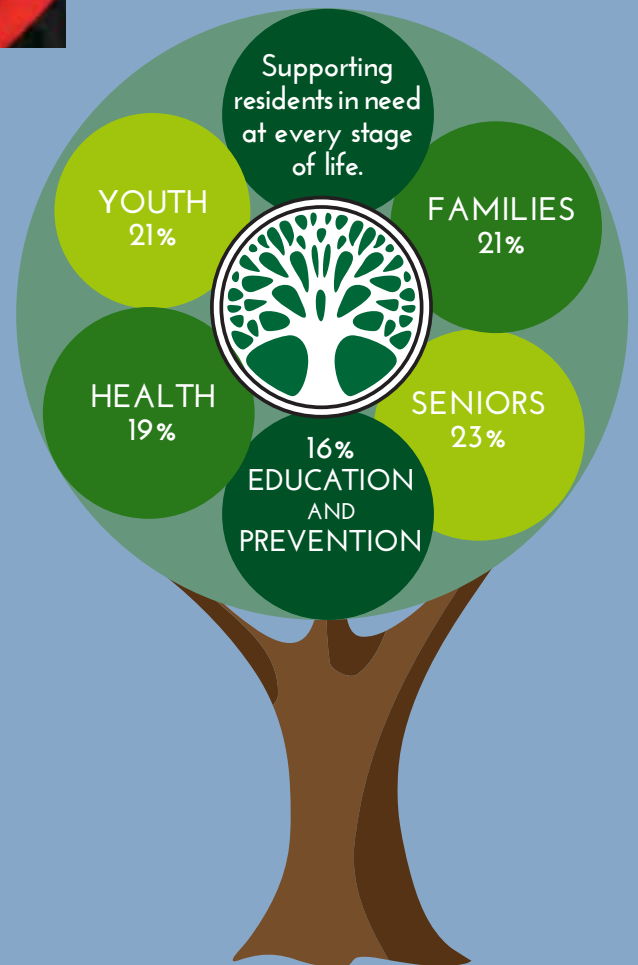 Supporting
residents in need
at every stage
of life.
YOUTH
21%
FAMILIES
21%
HEALTH
19%
SENIORS
23%
16%
EDUCATION
AND
PREVENTION